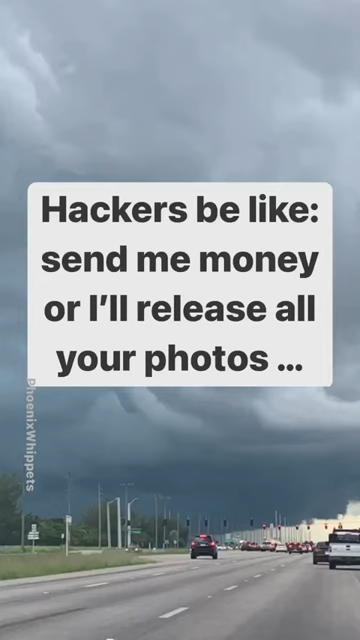 Hackers be like:
send me money
or I’ll release all
your photos ...
PhoenixWhippets